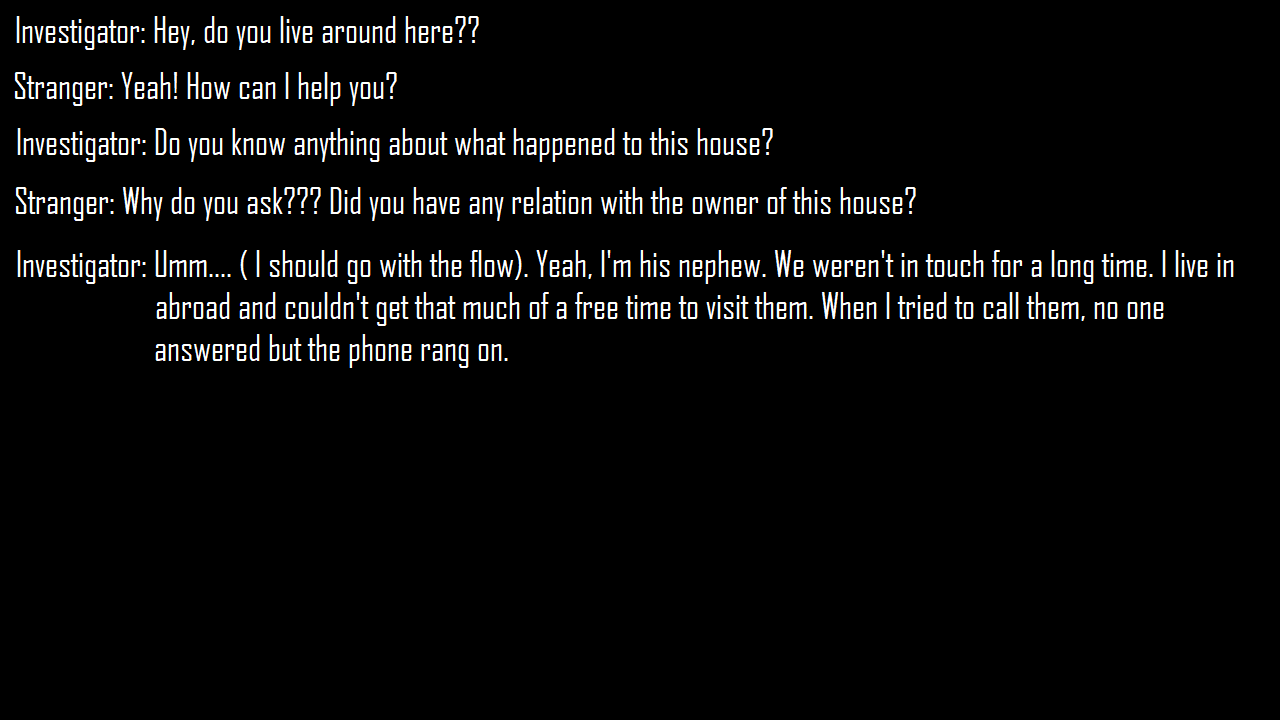 Investigator: Hey, do you live around here??
Stranger: Yeah! How can I help you?
Investigator: Do you know anything about what happened to this house?
Stranger: Why do you ask??? Did you have any relation with the owner of this house?
Investigator: Umm.... ( I should go with the flow). Yeah, I'm his nephew. We weren't in touch for a long time. I live in
abroad and couldn't get that much of a free time to visit them. When I tried to call them, no one
answered but the phone rang on.